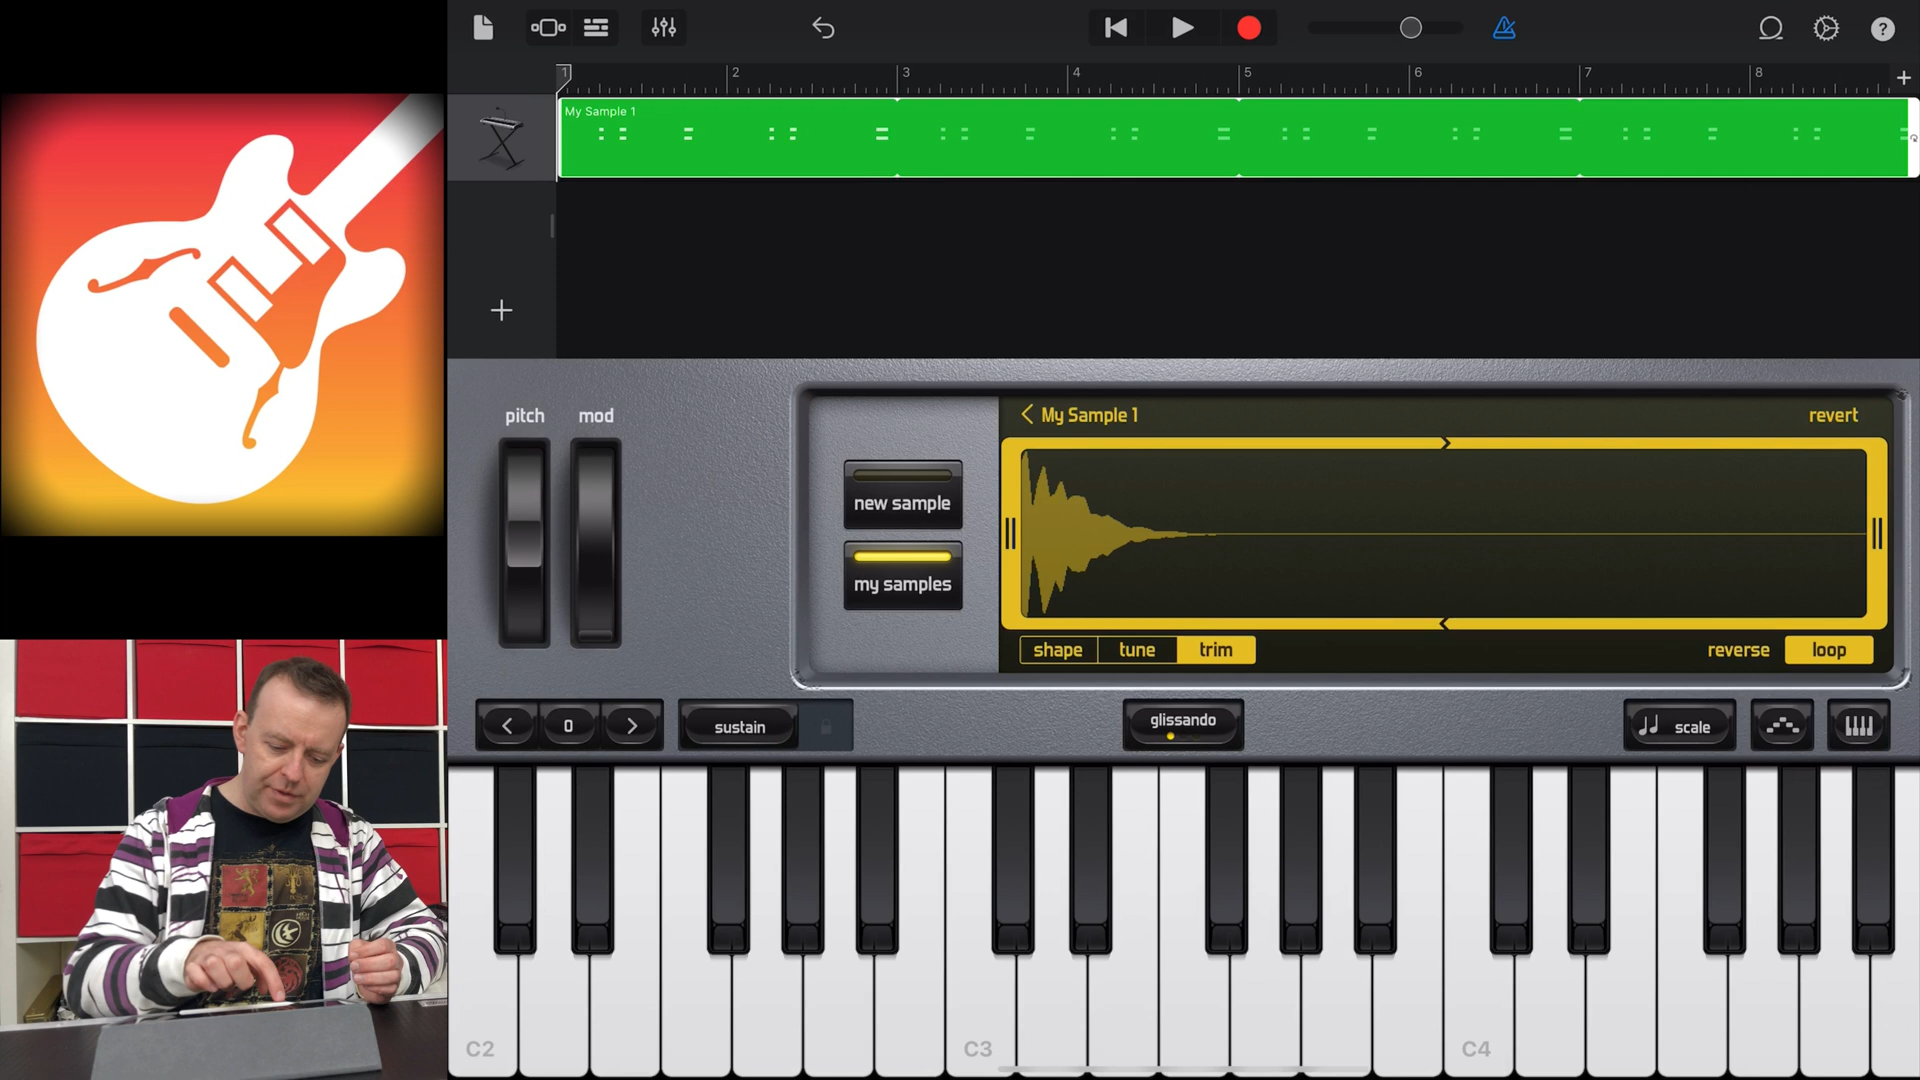 ?
1
2
3
4
5
6
7
8
+
My Sample 1
+
pitch
mod
My Sample 1
revert
new sample
my samples
shape
tune
trim
reverse
loop
0
sustain
glissando
scale
C2
C3
C4